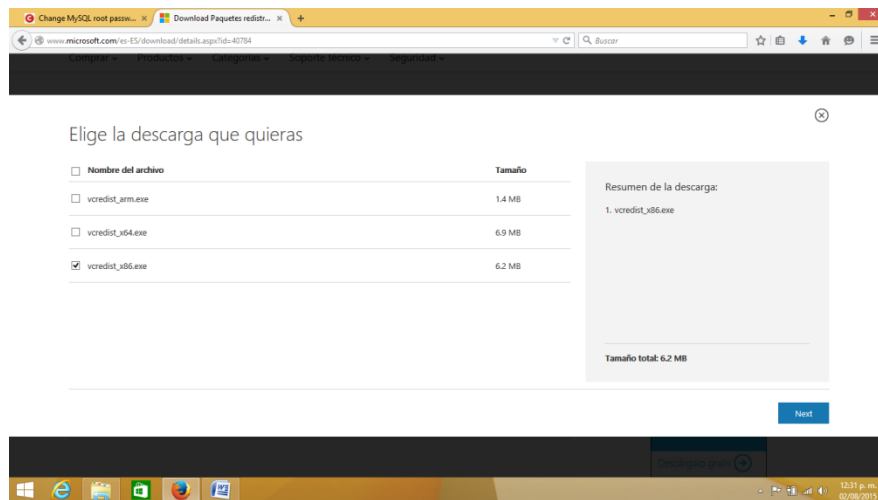 Change MySQL root passw...
Download Paquetes redistr...
www.microsoft.com/es-ES/download/details.aspx?id=40784
Buscar
Comprar Productos Categorías Soporte técnico Seguridad
Elige la descarga que quieras
Nombre del archivo Tamaño
vcredist_arm.exe 1.4 MB
vcredist_x64.exe 6.9 MB
vcredist_x86.exe 6.2 MB
Resumen de la descarga:
1. vcredist_x86.exe
Tamaño total: 6.2 MB
Next
Descárgalo gratis
12:31 p. m.
02/08/2015